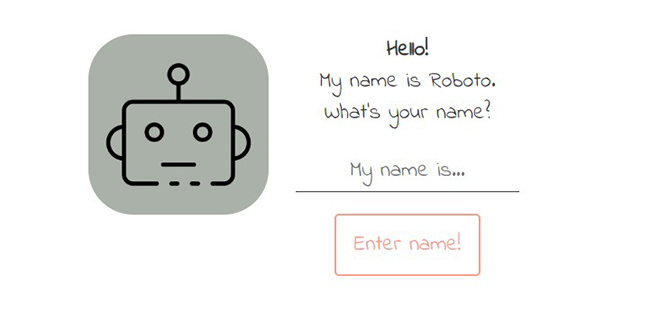 Hello!
My name is Roboto.
What's your name?
My name is...
Enter name!